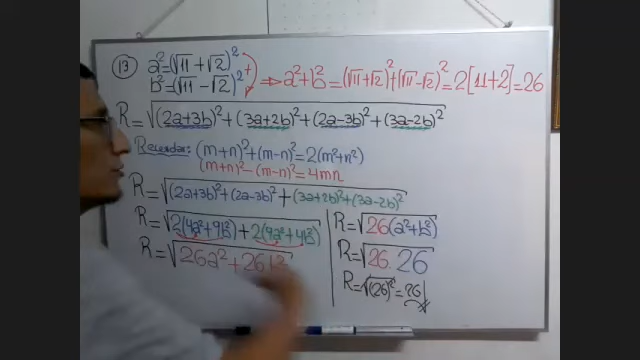 13) a²=(√11+√2)²
b²=(√11-√2)² + ⇒ a²+b²=(√11+√2)²+(√11-√2)²=2[11+2]=26
R=√((2a+3b)²+(3a+2b)²+(2a-3b)²+(3a-2b)²)
Recordar: (m+n)²+(m-n)²=2(m²+n²)
(m+n)²-(m-n)²=4mn
R=√((2a+3b)²+(2a-3b)²+(3a+2b)²+(3a-2b)²)
R=√(2(4a²+9b²)+2(9a²+4b²))
R=√(26a²+26b²)
R=√(26(a²+b²))
R=√(26.26)
R=√(26)²=26